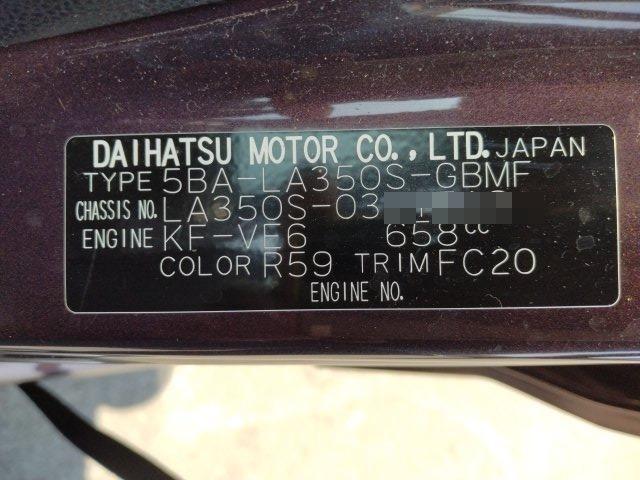 DAIHATSU MOTOR CO., LTD. JAPAN
TYPE 5BA-LA350S-GBMF
CHASSIS NO. LA350S-03
ENGINE KF-VE6 658cc
COLOR R59 TRIM FC20
ENGINE NO.